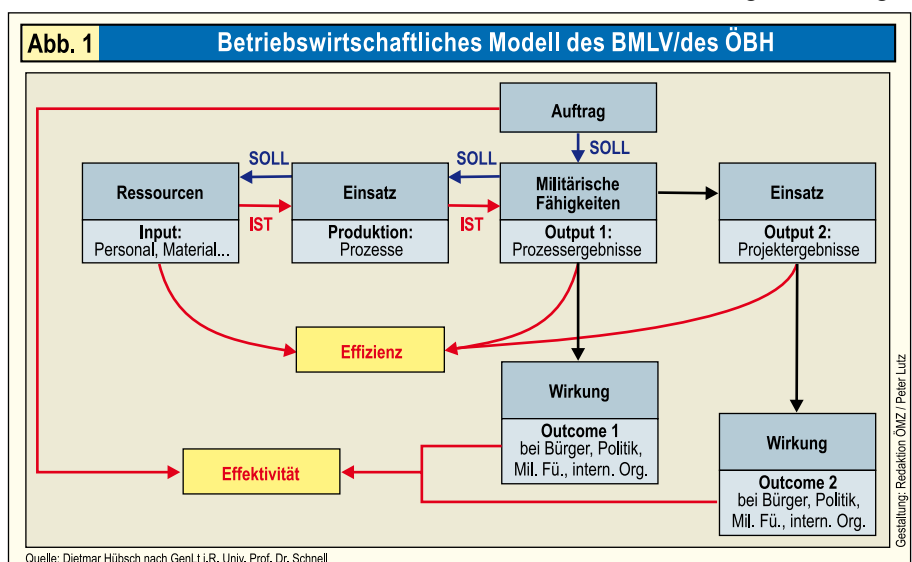 Abb. 1
Betriebswirtschaftliches Modell des BMLV/des ÖBH
Auftrag
SOLL
SOLL
SOLL
Ressourcen
Input:
Personal, Material...
IST
Einsatz
Produktion:
Prozesse
IST
Militärische
Fähigkeiten
Output 1:
Prozessergebnisse
Einsatz
Output 2:
Projektergebnisse
Effizienz
Wirkung
Outcome 1
bei Bürger, Politik,
Mil. Fü., intern. Org.
Effektivität
Wirkung
Outcome 2
bei Bürger, Politik,
Mil. Fü., intern. Org.
Gestaltung: Redaktion ÖMZ / Peter Lutz
Quelle: Dietmar Hübsch nach GenLt i.R. Univ. Prof. Dr. Schnell